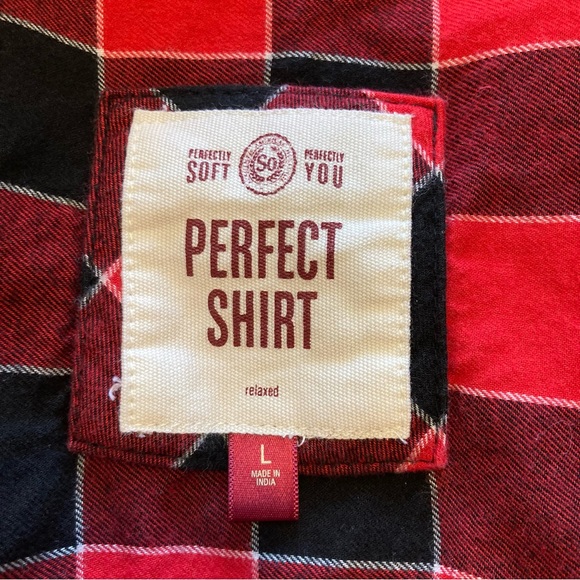 PERFECTLY SOFT
So
PERFECTLY YOU
PERFECT
SHIRT
relaxed
L
MADE IN
INDIA